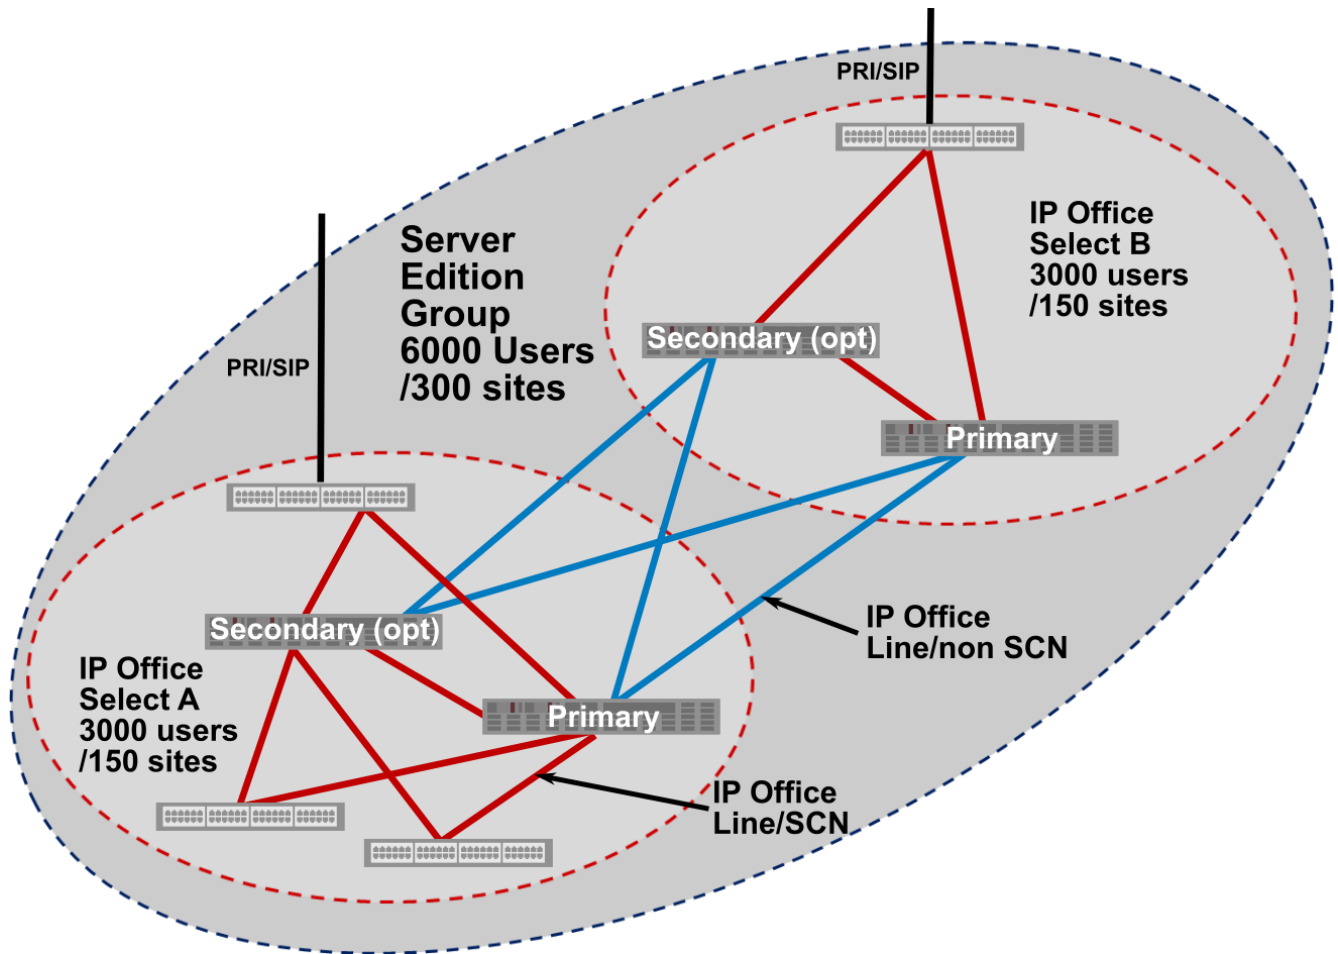 PRI/SIP
IP Office
Select B
3000 users
/150 sites
Server
Edition
Group
6000 Users
/300 sites
PRI/SIP
Secondary (opt)
Primary
IP Office
Line/non SCN
Secondary (opt)
IP Office
Select A
3000 users
/150 sites
Primary
IP Office
Line/SCN